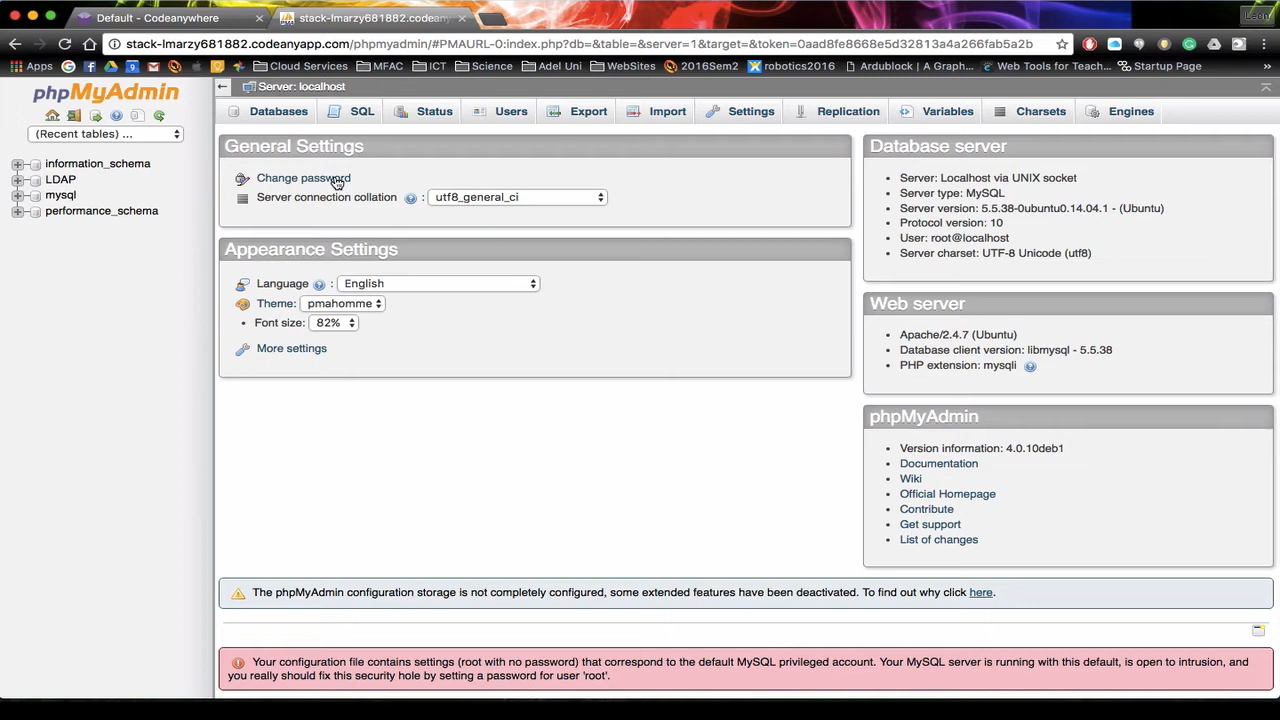 Default - Codeanywhere
stack-lmarzy681882.codean
Leon
stack-lmarzy681882.codeanyapp.com/phpmyadmin/#PMAURL-0:index.php?db=&table=&server=1&target=&token=0aad8fe8668e5d32813a4a266fab5a2b
Apps
Cloud Services
MFAC
ICT
Science
Adel Uni
WebSites
2016Sem2
robotics2016
Ardublock | A Grap…
Web Tools for Teach…
Startup Page
phpMyAdmin
(Recent tables) ...
information_schema
LDAP
mysql
performance_schema
Server: localhost
Databases
SQL
Status
Users
Export
Import
Settings
Replication
Variables
Charsets
Engines
General Settings
Change password
Server connection collation : utf8_general_ci
Appearance Settings
Language : English
Theme: pmahomme
• Font size: 82%
More settings
Database server
• Server: Localhost via UNIX socket
• Server type: MySQL
• Server version: 5.5.38-0ubuntu0.14.04.1 - (Ubuntu)
• Protocol version: 10
• User: root@localhost
• Server charset: UTF-8 Unicode (utf8)
Web server
• Apache/2.4.7 (Ubuntu)
• Database client version: libmysql - 5.5.38
• PHP extension: mysqli
phpMyAdmin
• Version information: 4.0.10deb1
• Documentation
• Wiki
• Official Homepage
• Contribute
• Get support
• List of changes
The phpMyAdmin configuration storage is not completely configured, some extended features have been deactivated. To find out why click here.
Your configuration file contains settings (root with no password) that correspond to the default MySQL privileged account. Your MySQL server is running with this default, is open to intrusion, and
you really should fix this security hole by setting a password for user 'root'.